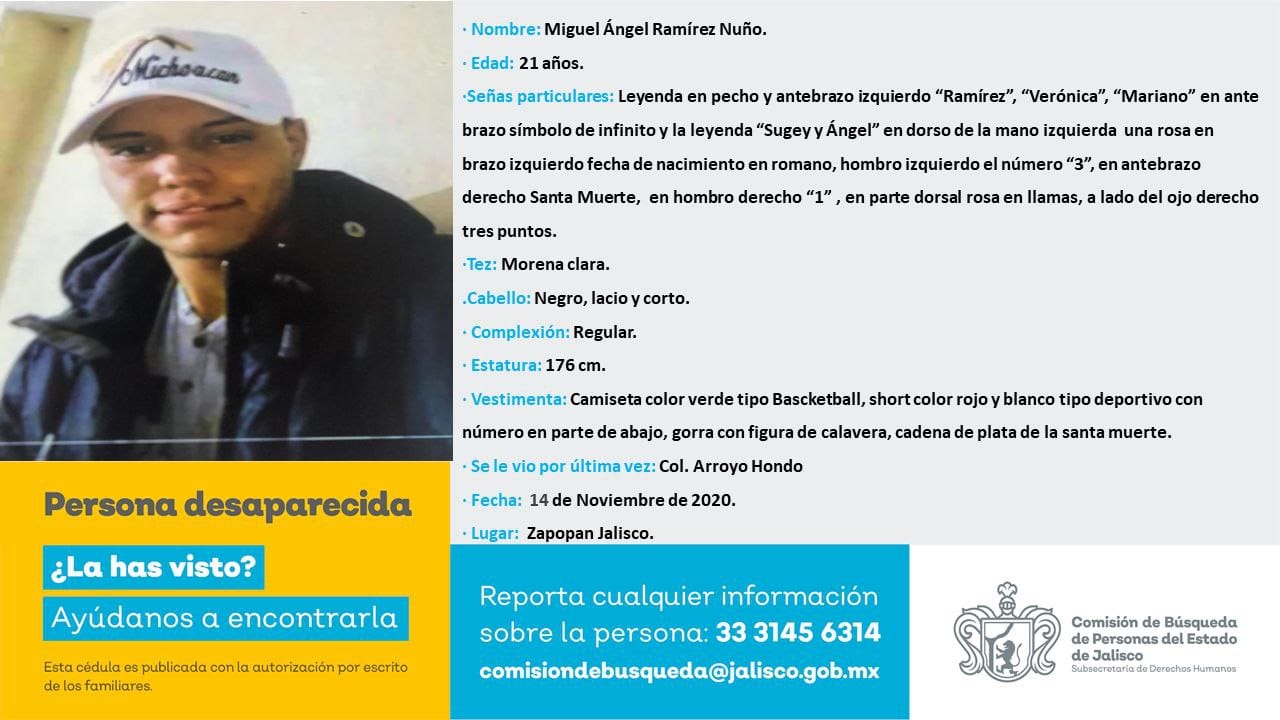 Michoacan
· Nombre: Miguel Ángel Ramírez Nuño.
· Edad: 21 años.
·Señas particulares: Leyenda en pecho y antebrazo izquierdo “Ramírez”, “Verónica”, “Mariano” en ante
brazo símbolo de infinito y la leyenda “Sugey y Ángel” en dorso de la mano izquierda una rosa en
brazo izquierdo fecha de nacimiento en romano, hombro izquierdo el número “3”, en antebrazo
derecho Santa Muerte, en hombro derecho “1” , en parte dorsal rosa en llamas, a lado del ojo derecho
tres puntos.
·Tez: Morena clara.
.Cabello: Negro, lacio y corto.
· Complexión: Regular.
· Estatura: 176 cm.
· Vestimenta: Camiseta color verde tipo Bascketball, short color rojo y blanco tipo deportivo con
número en parte de abajo, gorra con figura de calavera, cadena de plata de la santa muerte.
· Se le vio por última vez: Col. Arroyo Hondo
· Fecha: 14 de Noviembre de 2020.
· Lugar: Zapopan Jalisco.
Persona desaparecida
¿La has visto?
Ayúdanos a encontrarla
Esta cédula es publicada con la autorización por escrito
de los familiares.
Reporta cualquier información
sobre la persona: 33 3145 6314
comisiondebusqueda@jalisco.gob.mx
Comisión de Búsqueda
de Personas del Estado
de Jalisco
Subsecretaría de Derechos Humanos